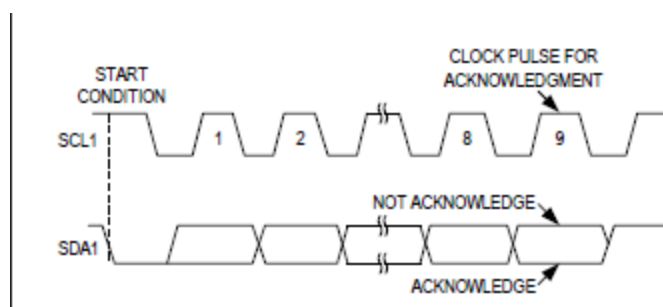 START
CONDITION
CLOCK PULSE FOR
ACKNOWLEDGMENT
SCL1
1
2
8
9
NOT ACKNOWLEDGE
SDA1
ACKNOWLEDGE